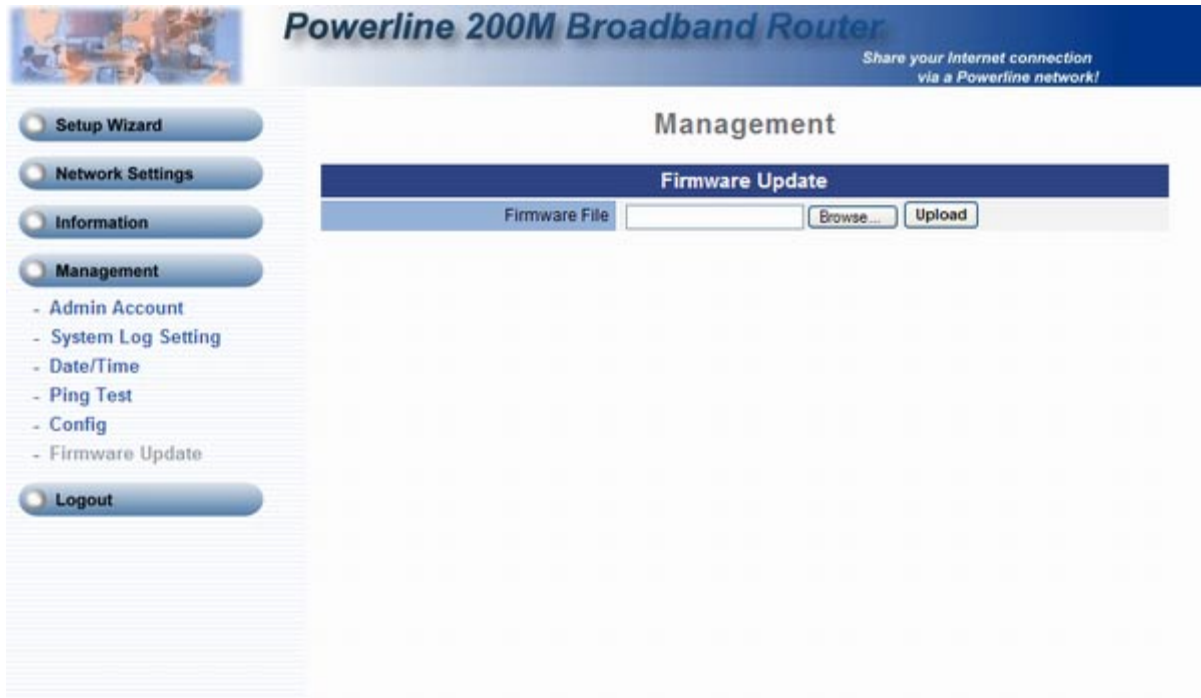 Powerline 200M Broadband Router
Share your Internet connection
via a Powerline network!
Setup Wizard
Network Settings
Information
Management
- Admin Account
- System Log Setting
- Date/Time
- Ping Test
- Config
- Firmware Update
Logout
Management
Firmware Update
Firmware File Browse... Upload